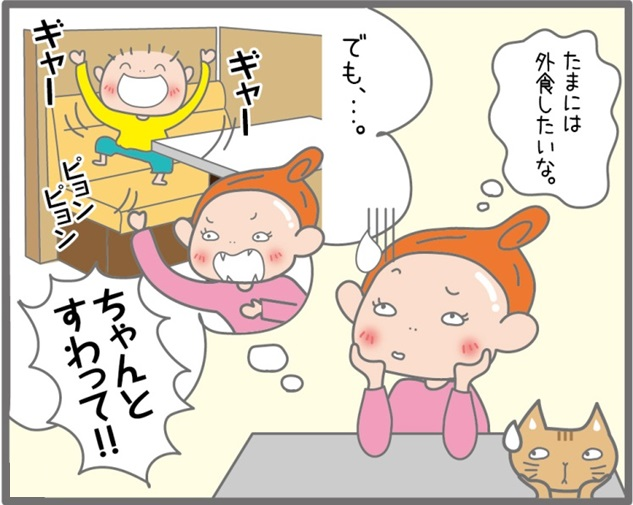 たまには
外食したいな。
でも、…。
ギャー
ギャー
ピョン
ピョン
ちゃんと
すわって!!